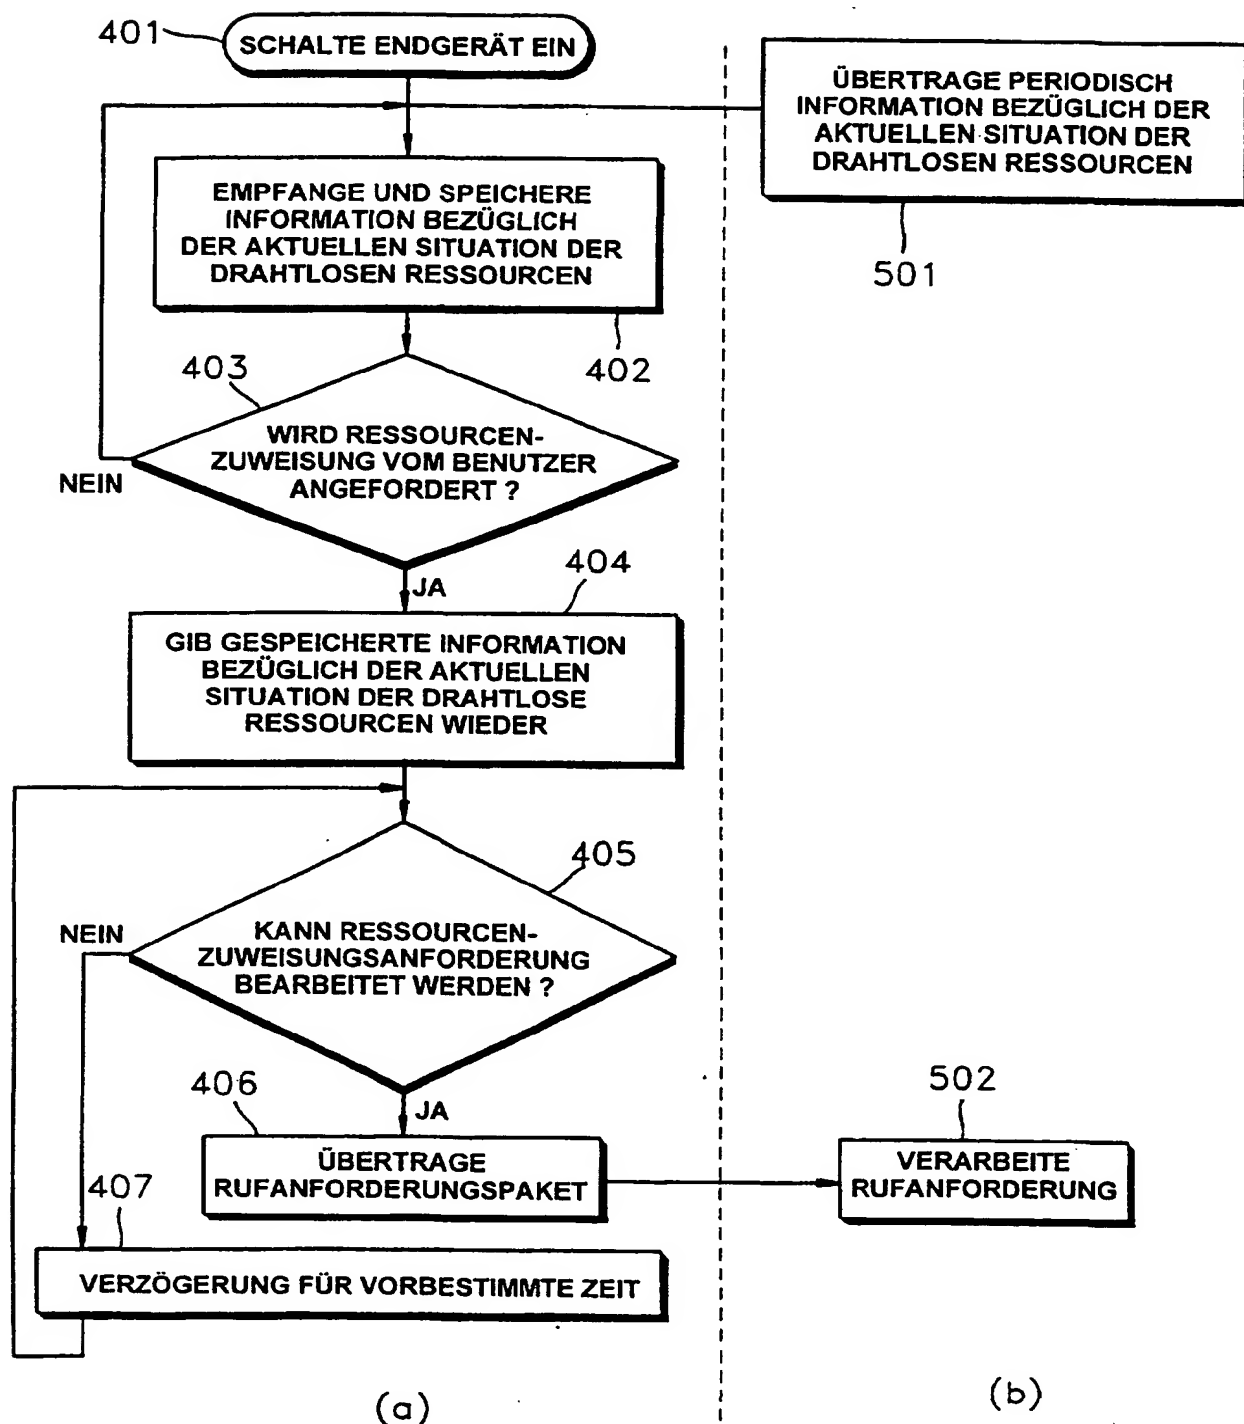 401
SCHALTE ENDGERÄT EIN
ÜBERTRAGE PERIODISCH
INFORMATION BEZÜGLICH DER
AKTUELLEN SITUATION DER
DRAHTLOSEN RESSOURCEN
501
EMPFANGE UND SPEICHERE
INFORMATION BEZÜGLICH
DER AKTUELLEN SITUATION DER
DRAHTLOSEN RESSOURCEN
402
403
WIRD RESSOURCEN-
ZUWEISUNG VOM BENUTZER
ANGEFORDERT ?
NEIN
JA
404
GIB GESPEICHERTE INFORMATION
BEZÜGLICH DER AKTUELLEN
SITUATION DER DRAHTLOSE
RESSOURCEN WIEDER
405
KANN RESSOURCEN-
ZUWEISUNGSANFORDERUNG
BEARBEITET WERDEN ?
NEIN
JA
406
ÜBERTRAGE
RUFANFORDERUNGSPAKET
502
VERARBEITE
RUFANFORDERUNG
407
VERZÖGERUNG FÜR VORBESTIMMTE ZEIT
(a)
(b)